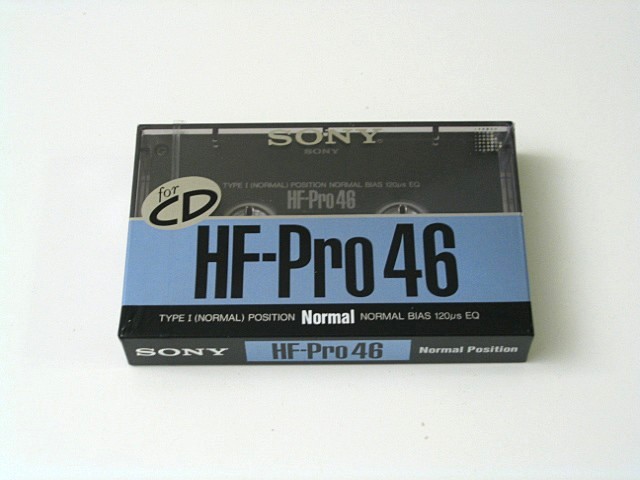 SONY
SONY
TYPE I (NORMAL) POSITION NORMAL BIAS 120μs EQ
HF-Pro 46
for
CD
HF-Pro 46
TYPE I (NORMAL) POSITION Normal NORMAL BIAS 120μs EQ
SONY HF-Pro 46 Normal Position